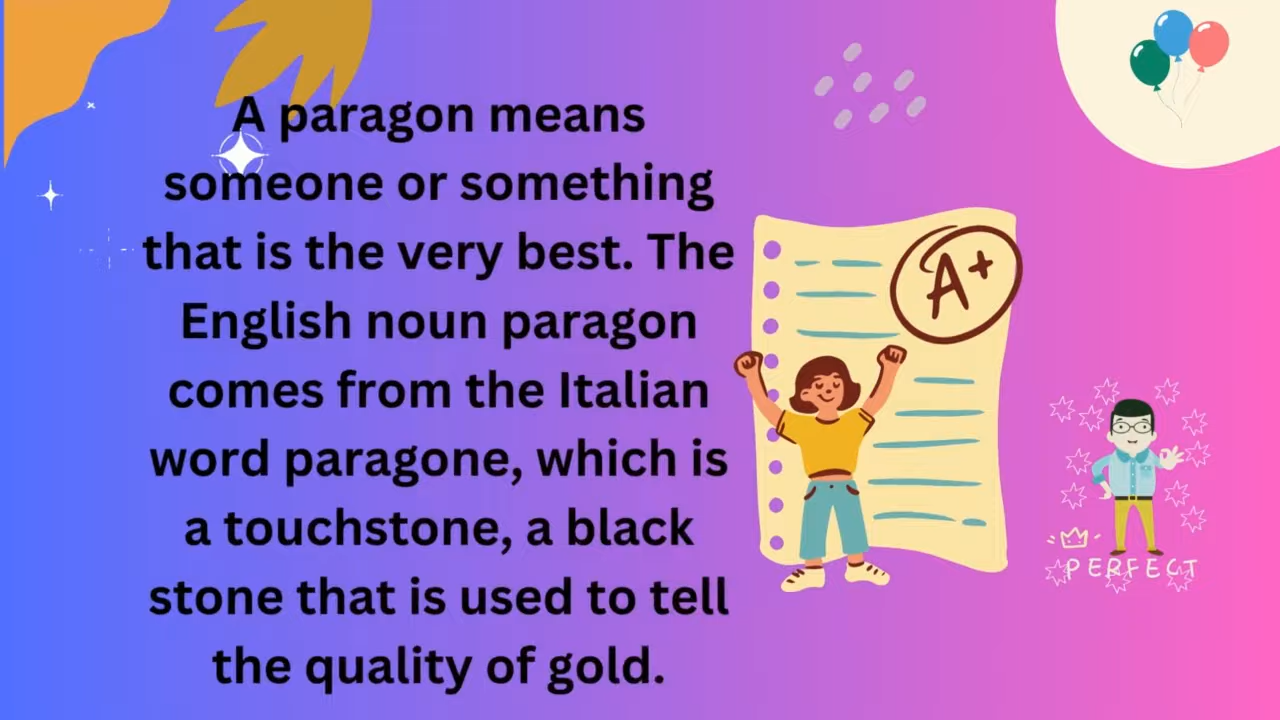 A paragon means
someone or something
that is the very best. The
English noun paragon
comes from the Italian
word paragone, which is
a touchstone, a black
stone that is used to tell
the quality of gold.
A+
PERFECT